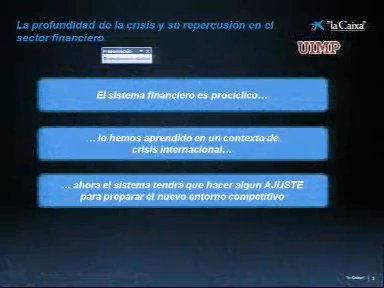 La profundidad de la crisis y su repercusión en el
sector financiero
"la Caixa"
UIMP
Presentación
El sistema financiero es procíclico…
… lo hemos aprendido en un contexto de
crisis internacional…
… ahora el sistema tendrá que hacer algún AJUSTE
para preparar el nuevo entorno competitivo
"la Caixa"